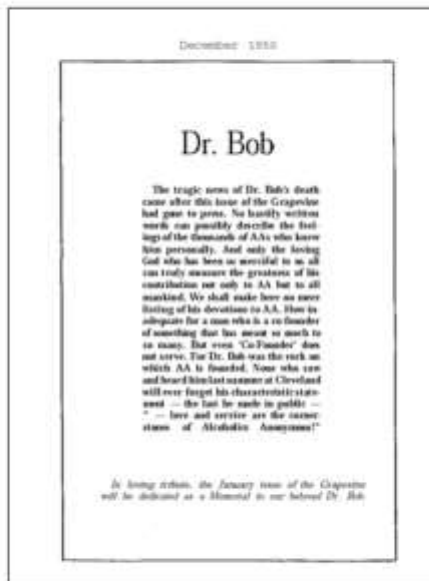 December 1950
Dr. Bob
The tragic news of Dr. Bob's death
came after this issue of the Grapevine
had gone to press. No hastily written
words can possibly describe the feel-
ings of the thousands of AAs who knew
him personally. And only the loving
God who has been so merciful to us all
can truly measure the greatness of his
contribution not only to AA but to all
mankind. We shall make here no mere
listing of his devotions to AA. How in-
adequate for a man who is a co-founder
of something that has meant so much to
so many. But even 'Co-Founder' does
not serve. For Dr. Bob was the rock on
which AA is founded. None who saw
and heard him last summer at Cleveland
will ever forget his characteristic state-
ment — the last he made in public —
" — love and service are the corner-
stones of Alcoholics Anonymous!"
In loving tribute, the January issue of the Grapevine
will be dedicated as a Memorial to our beloved Dr. Bob